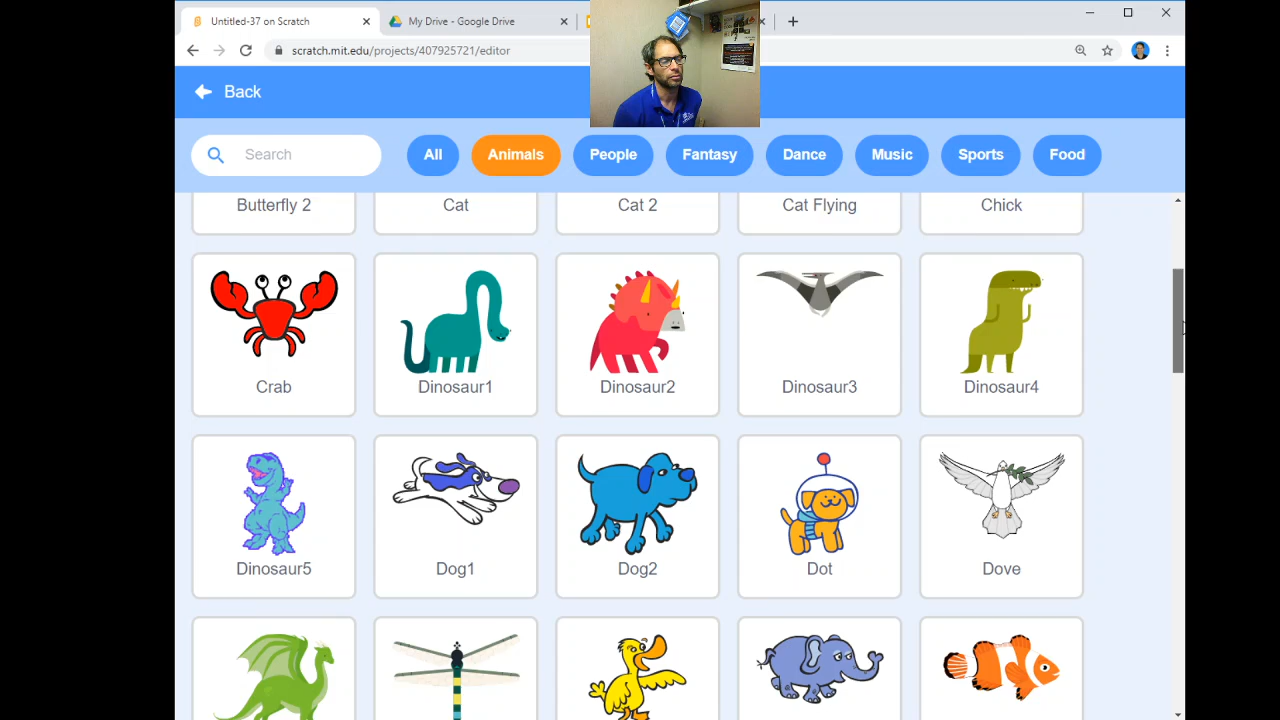 Untitled-37 on Scratch
My Drive - Google Drive
scratch.mit.edu/projects/407925721/editor
Back
Search
All
Animals
People
Fantasy
Dance
Music
Sports
Food
Butterfly 2
Cat
Cat 2
Cat Flying
Chick
Crab
Dinosaur1
Dinosaur2
Dinosaur3
Dinosaur4
Dinosaur5
Dog1
Dog2
Dot
Dove